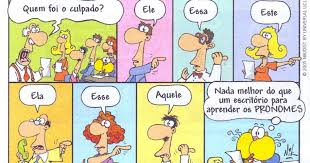 Quem foi o culpado?
Ele
Essa
Este
Ela
Esse
Aquele
Nada melhor do que
um escritório para
aprender os PRONOMES